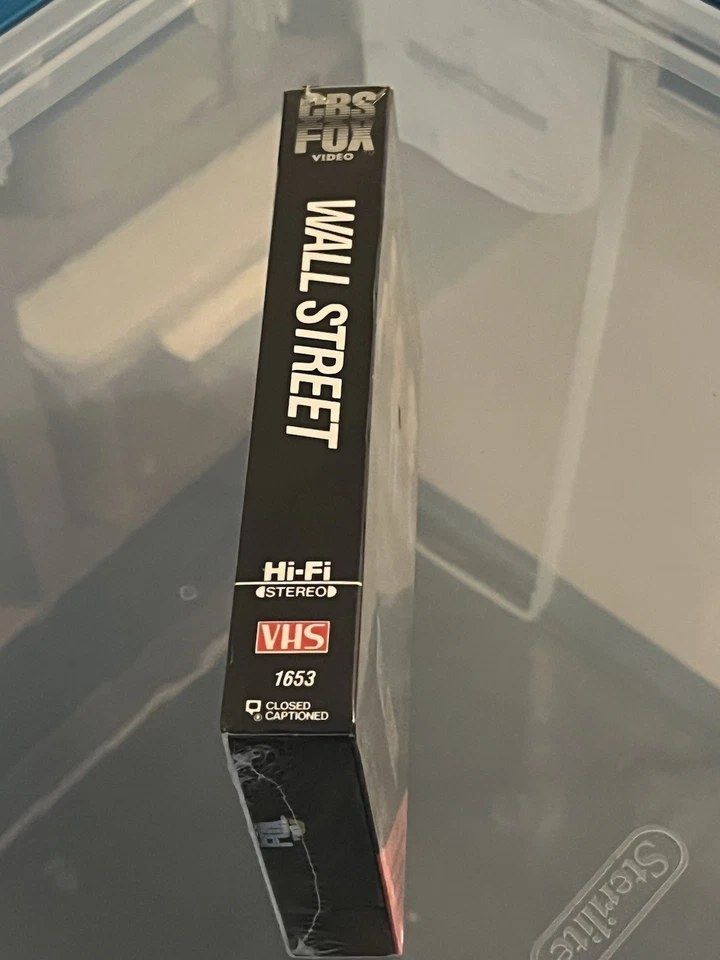 CBS
FOX
VIDEO
WALL STREET
Hi-Fi
STEREO
VHS
1653
CLOSED
CAPTIONED
Sterilite